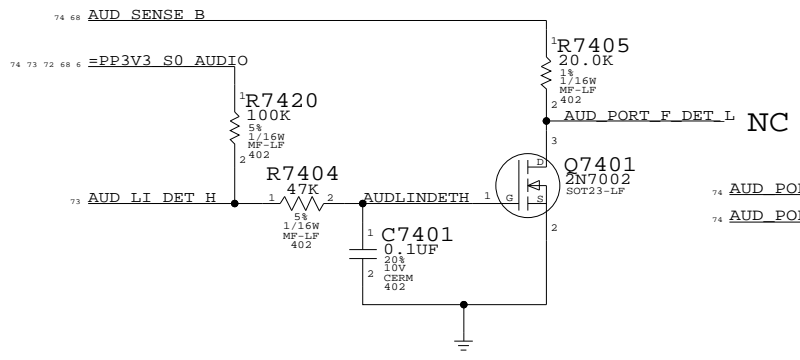 74 68 AUD_SENSE_B
74 73 72 68 6 =PP3V3_S0_AUDIO
1 R7405
20.0K
1%
1/16W
MF-LF
402
2
1 R7420
100K
5%
1/16W
MF-LF
402
2
AUD_PORT_F_DET_L NC
3
D
Q7401
2N7002
SOT23-LF
G
S
1
2
R7404
47K
73 AUD_LI_DET_H
1 2
5%
1/16W
MF-LF
402
AUDLINDETH
1 C7401
0.1UF
20%
10V
CERM
402
2
74 AUD_POR
74 AUD_POR